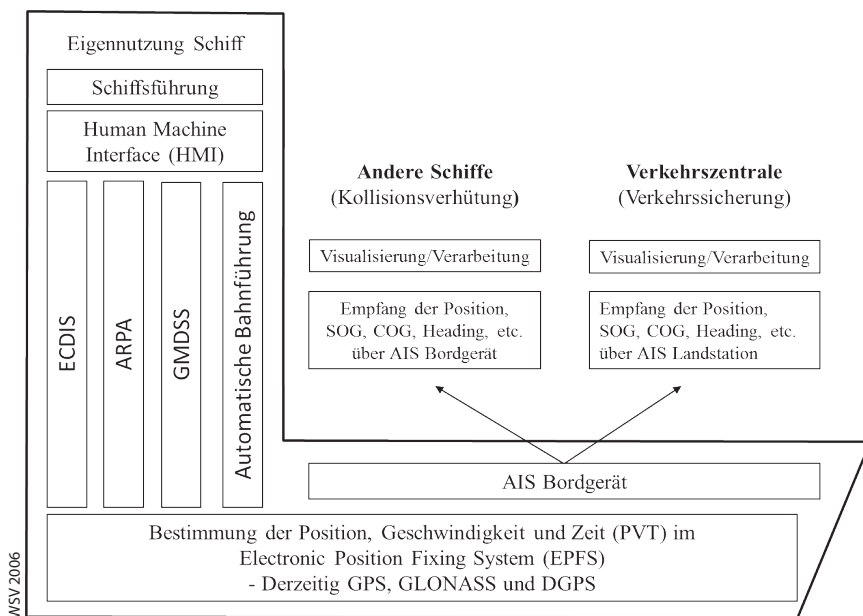 Eigennutzung Schiff
Schiffsführung
Human Machine
Interface (HMI)
ECDIS
ARPA
GMDSS
Automatische Bahnführung
Andere Schiffe
(Kollisionsverhütung)
Visualisierung/Verarbeitung
Empfang der Position,
SOG, COG, Heading, etc.
über AIS Bordgerät
Verkehrszentrale
(Verkehrssicherung)
Visualisierung/Verarbeitung
Empfang der Position,
SOG, COG, Heading, etc.
über AIS Landstation
AIS Bordgerät
Bestimmung der Position, Geschwindigkeit und Zeit (PVT) im
Electronic Position Fixing System (EPFS)
- Derzeitig GPS, GLONASS und DGPS
WSV 2006